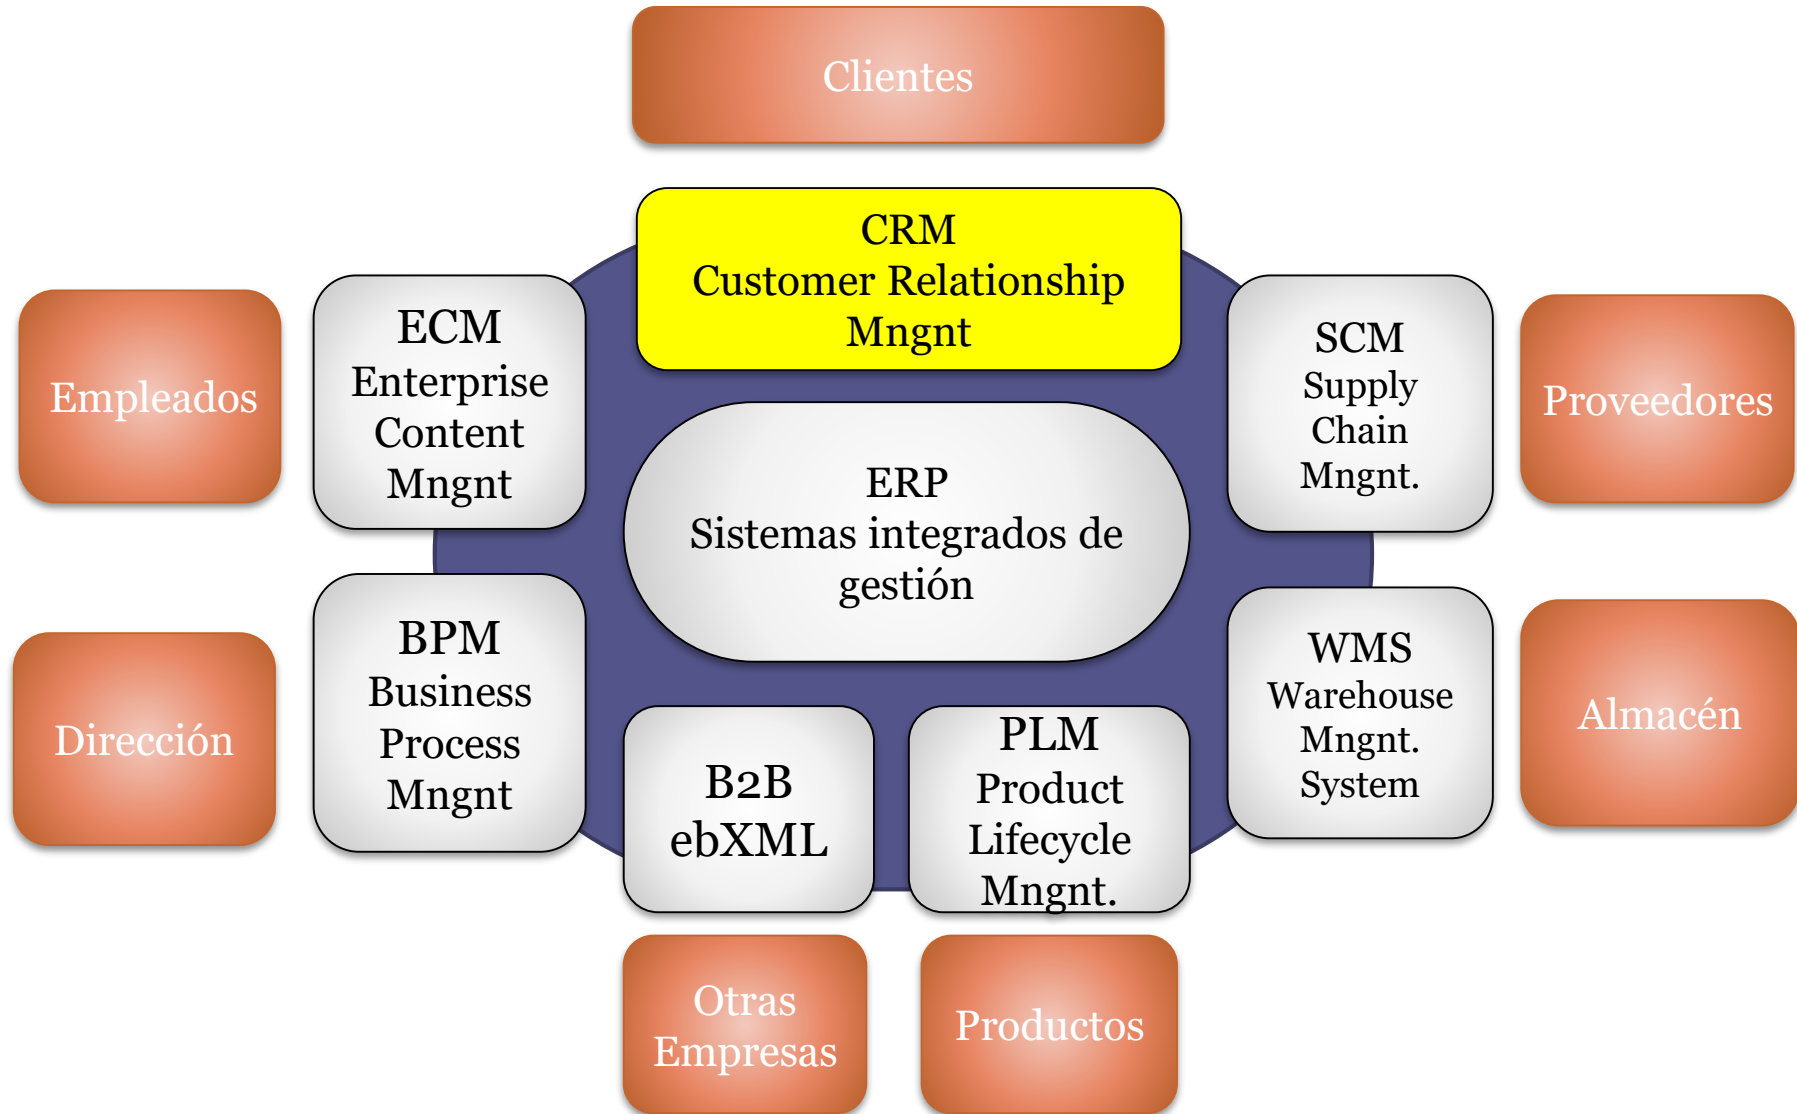 Clientes
CRM
Customer Relationship
Mngnt
Empleados
ECM
Enterprise
Content
Mngnt
SCM
Supply
Chain
Mngnt.
Proveedores
ERP
Sistemas integrados de
gestión
Dirección
BPM
Business
Process
Mngnt
B2B
ebXML
PLM
Product
Lifecycle
Mngnt.
WMS
Warehouse
Mngnt.
System
Almacén
Otras
Empresas
Productos